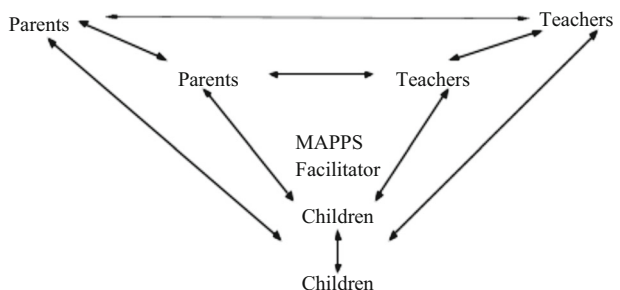 Parents
Teachers
Parents
Teachers
MAPPS
Facilitator
Children
Children